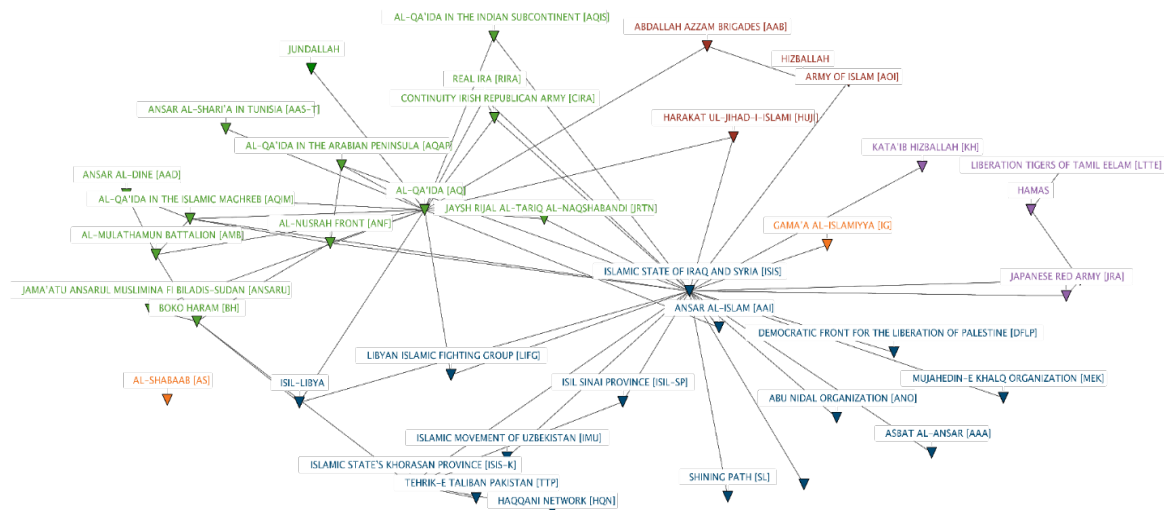 AL-QA'IDA IN THE INDIAN SUBCONTINENT [AQIS]
ABDALLAH AZZAM BRIGADES [AAB]
JUNDALLAH
HIZBALLAH
REAL IRA [RIRA]
ARMY OF ISLAM [AOI]
CONTINUITY IRISH REPUBLICAN ARMY [CIRA]
ANSAR AL-SHARI'A IN TUNISIA [AAS-T]
HARAKAT UL-JIHAD-I-ISLAMI [HUJI]
AL-QA'IDA IN THE ARABIAN PENINSULA [AQAP]
KATA'IB HIZBALLAH [KH]
LIBERATION TIGERS OF TAMIL EELAM [LTTE]
ANSAR AL-DINE [AAD]
AL-QA'IDA [AQ]
HAMAS
AL-QA'IDA IN THE ISLAMIC MAGHREB [AQIM]
JAYSH RIJAL AL-TARIQ AL-NAQSHABANDI [JRTN]
AL-NUSRAH FRONT [ANF]
GAMA'A AL-ISLAMIYYA [IG]
AL-MULATHAMUN BATTALION [AMB]
ISLAMIC STATE OF IRAQ AND SYRIA [ISIS]
JAPANESE RED ARMY [JRA]
JAMA'ATU ANSARUL MUSLIMINA FI BILADIS-SUDAN [ANSARU]
BOKO HARAM [BH]
ANSAR AL-ISLAM [AAI]
DEMOCRATIC FRONT FOR THE LIBERATION OF PALESTINE [DFLP]
LIBYAN ISLAMIC FIGHTING GROUP [LIFG]
AL-SHABAAB [AS]
ISIL-LIBYA
ISIL SINAI PROVINCE [ISIL-SP]
MUJAHEDIN-E KHALQ ORGANIZATION [MEK]
ABU NIDAL ORGANIZATION [ANO]
ASBAT AL-ANSAR [AAA]
ISLAMIC MOVEMENT OF UZBEKISTAN [IMU]
ISLAMIC STATE'S KHORASAN PROVINCE [ISIS-K]
SHINING PATH [SL]
TEHRIK-E TALIBAN PAKISTAN [TTP]
HAQQANI NETWORK [HQN]